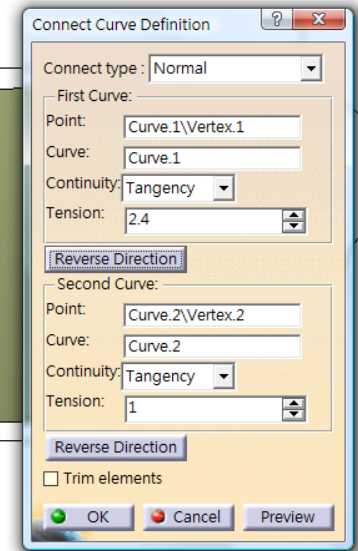 Connect Curve Definition
Connect type : Normal
First Curve:
Point: Curve.1\Vertex.1
Curve: Curve.1
Continuity: Tangency
Tension: 2.4
Reverse Direction
Second Curve:
Point: Curve.2\Vertex.2
Curve: Curve.2
Continuity: Tangency
Tension: 1
Reverse Direction
Trim elements
OK Cancel Preview